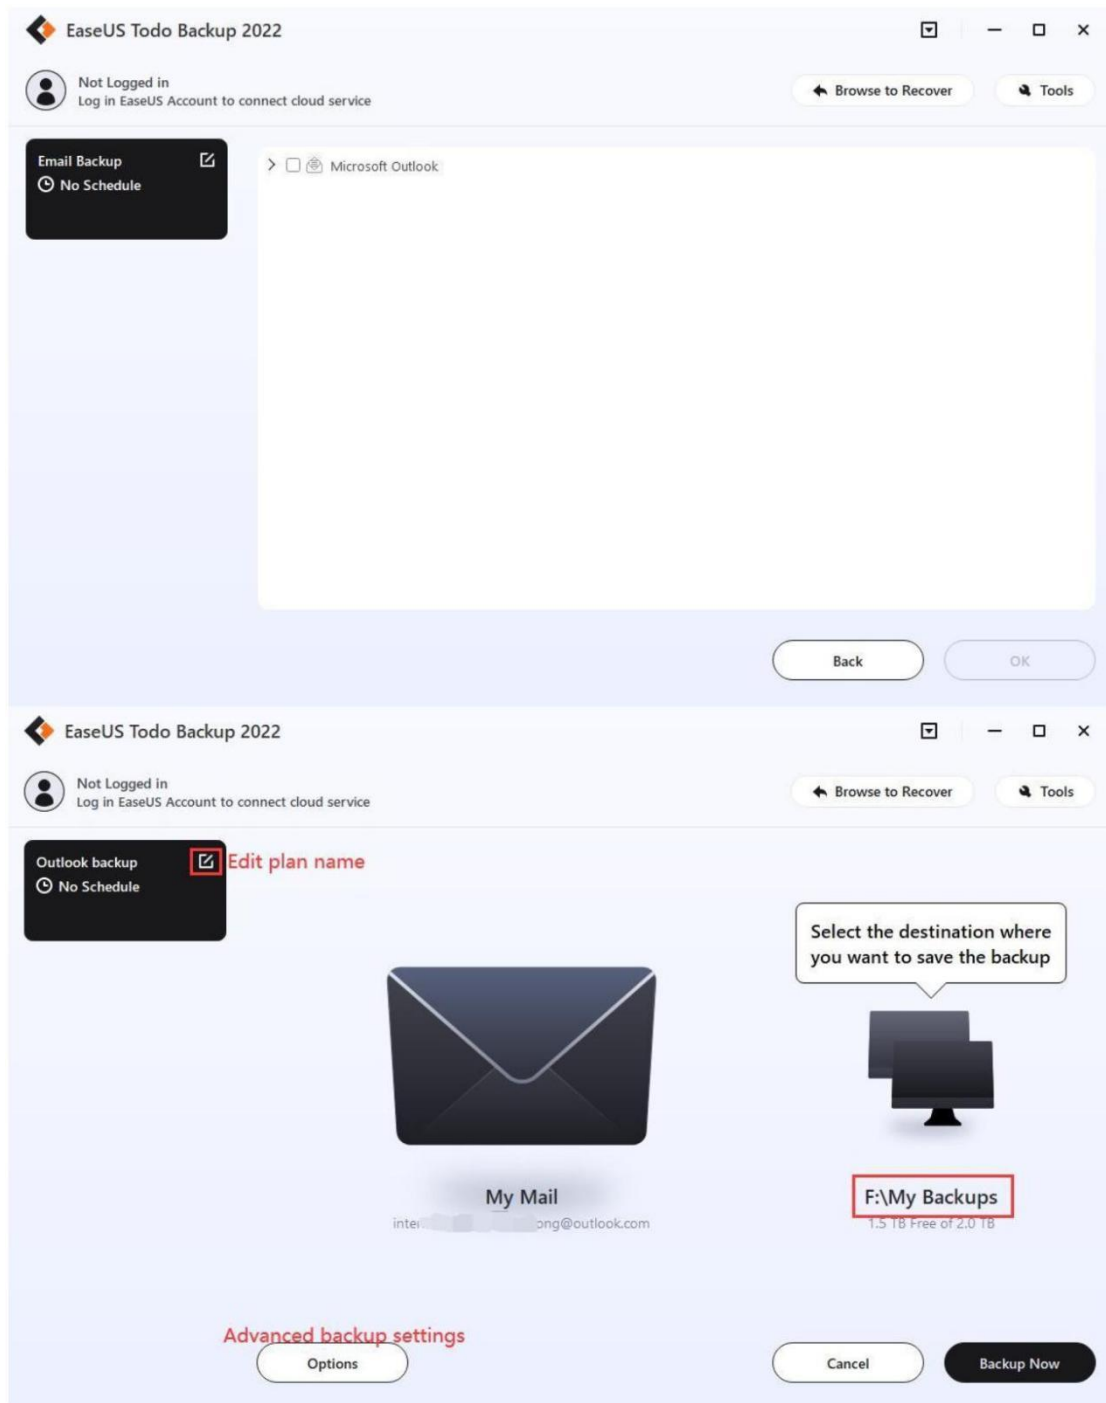 EaseUS Todo Backup 2022
Not Logged in
Log in EaseUS Account to connect cloud service
Browse to Recover
Tools
Email Backup
No Schedule
Microsoft Outlook
Back
OK
EaseUS Todo Backup 2022
Not Logged in
Log in EaseUS Account to connect cloud service
Browse to Recover
Tools
Outlook backup
Edit plan name
No Schedule
Select the destination where
you want to save the backup
My Mail
F:\My Backups
1.5 TB Free of 2.0 TB
Advanced backup settings
Options
Cancel
Backup Now